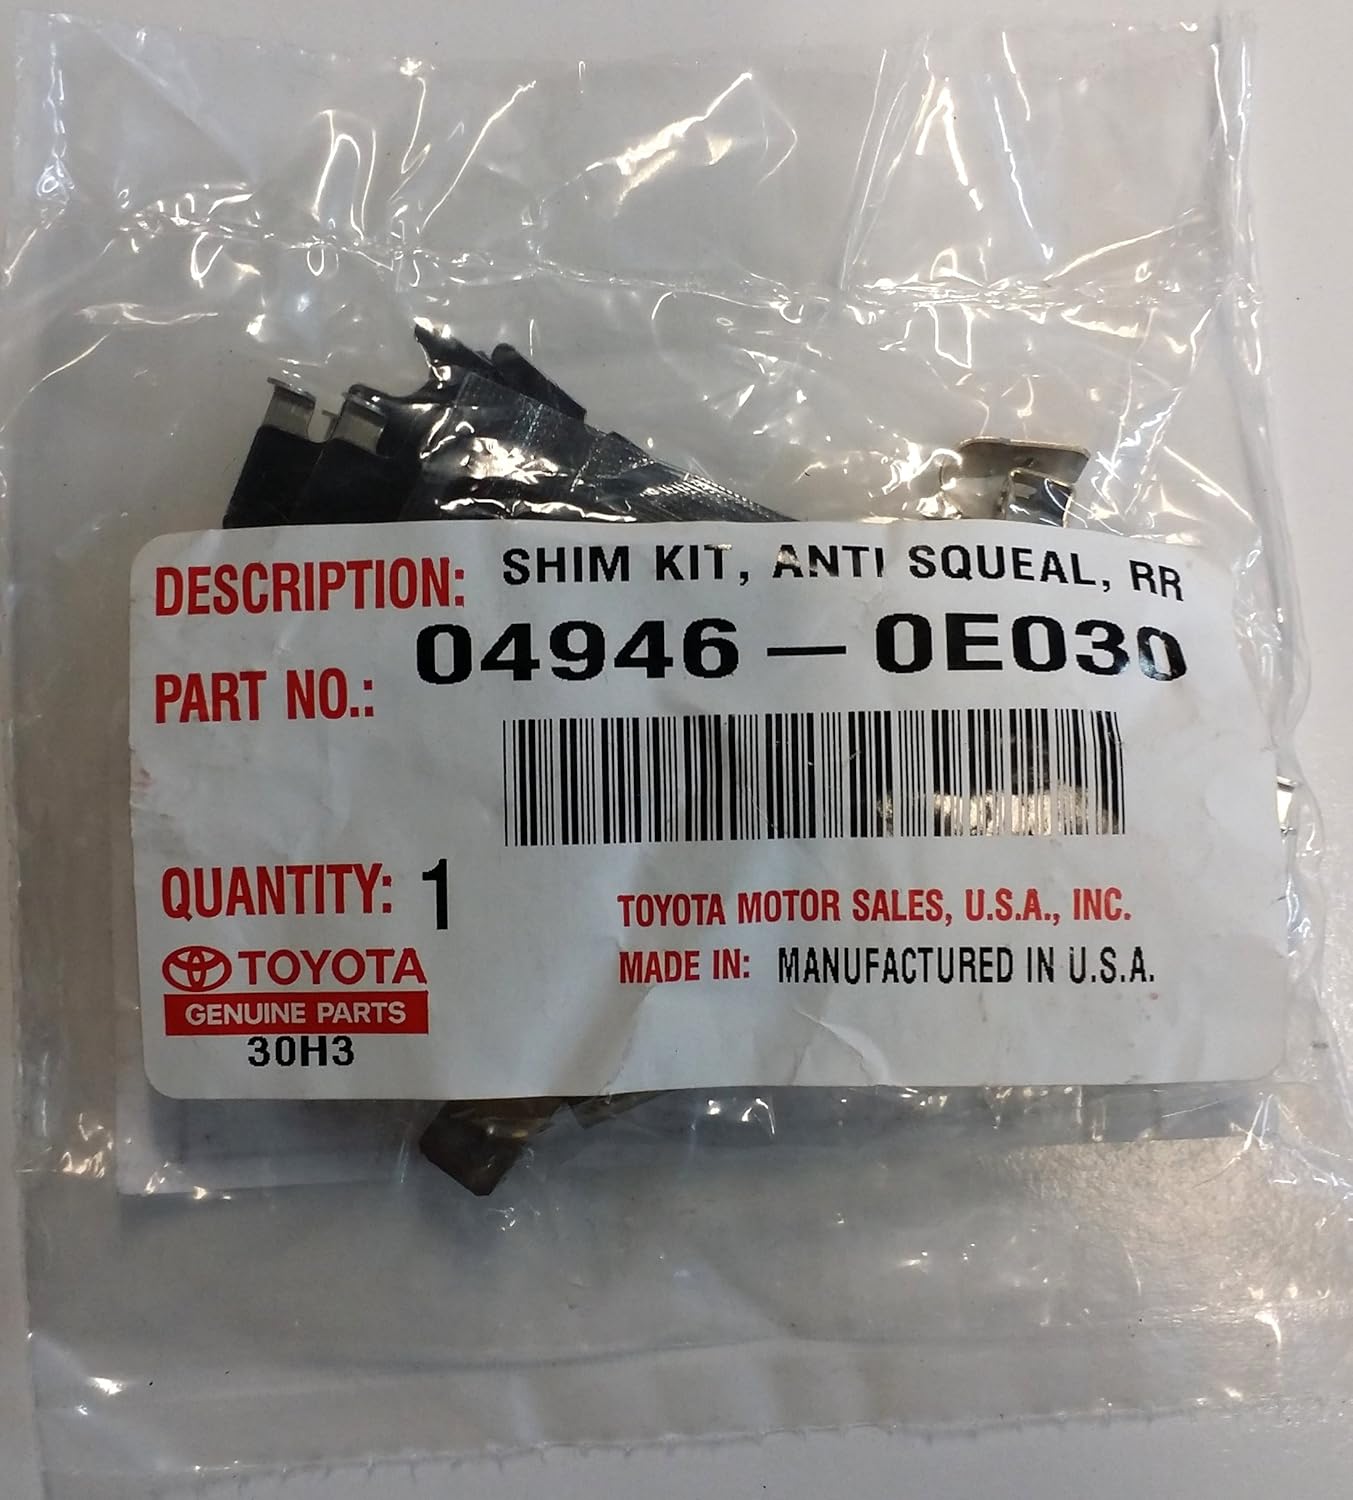 DESCRIPTION: SHIM KIT, ANTI SQUEAL, RR
PART NO.: 04946-0E030
QUANTITY: 1
TOYOTA MOTOR SALES, U.S.A., INC.
MADE IN: MANUFACTURED IN U.S.A.
TOYOTA
GENUINE PARTS
30H3